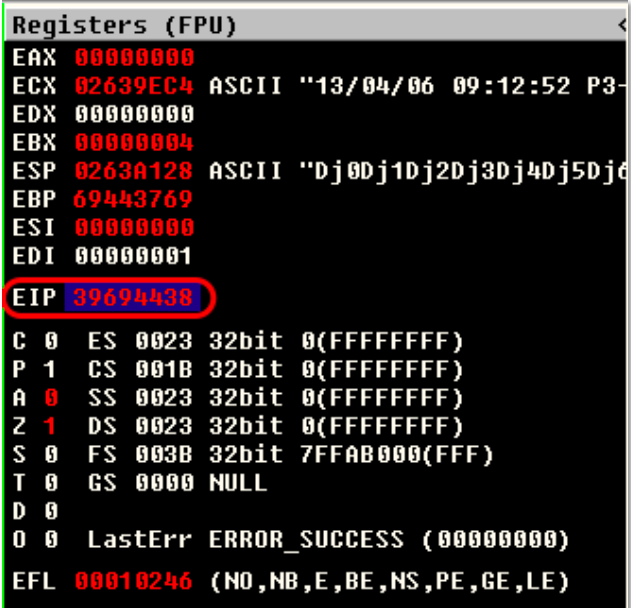 Registers (FPU) <
EAX 00000000
ECX 02639EC4 ASCII "13/04/06 09:12:52 P3-
EDX 00000000
EBX 00000004
ESP 0263A128 ASCII "Dj0Dj1Dj2Dj3Dj4Dj5Dj6
EBP 69443769
ESI 00000000
EDI 00000001
EIP 39694438
C 0 ES 0023 32bit 0(FFFFFFFF)
P 1 CS 001B 32bit 0(FFFFFFFF)
A 0 SS 0023 32bit 0(FFFFFFFF)
Z 1 DS 0023 32bit 0(FFFFFFFF)
S 0 FS 003B 32bit 7FFAB000(FFF)
T 0 GS 0000 NULL
D 0
O 0 LastErr ERROR_SUCCESS (00000000)
EFL 00010246 (NO,NB,E,BE,NS,PE,GE,LE)